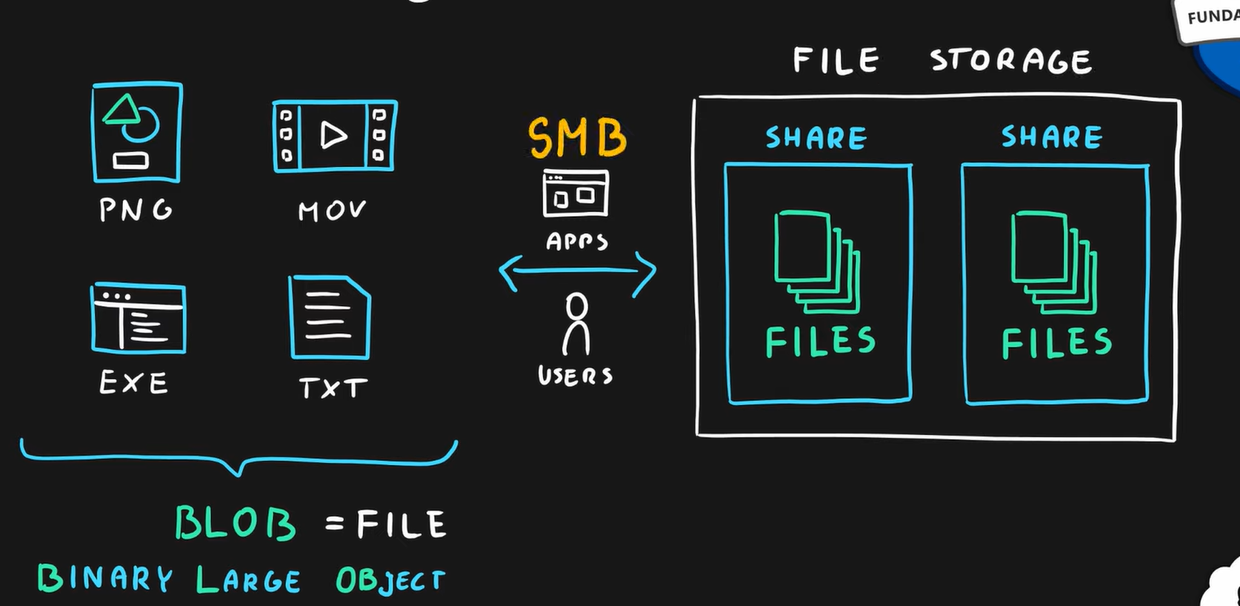 FUNDA
FILE STORAGE
PNG
MOV
EXE
TXT
BLOB = FILE
BINARY LARGE OBJECT
SMB
APPS
USERS
SHARE
FILES
SHARE
FILES